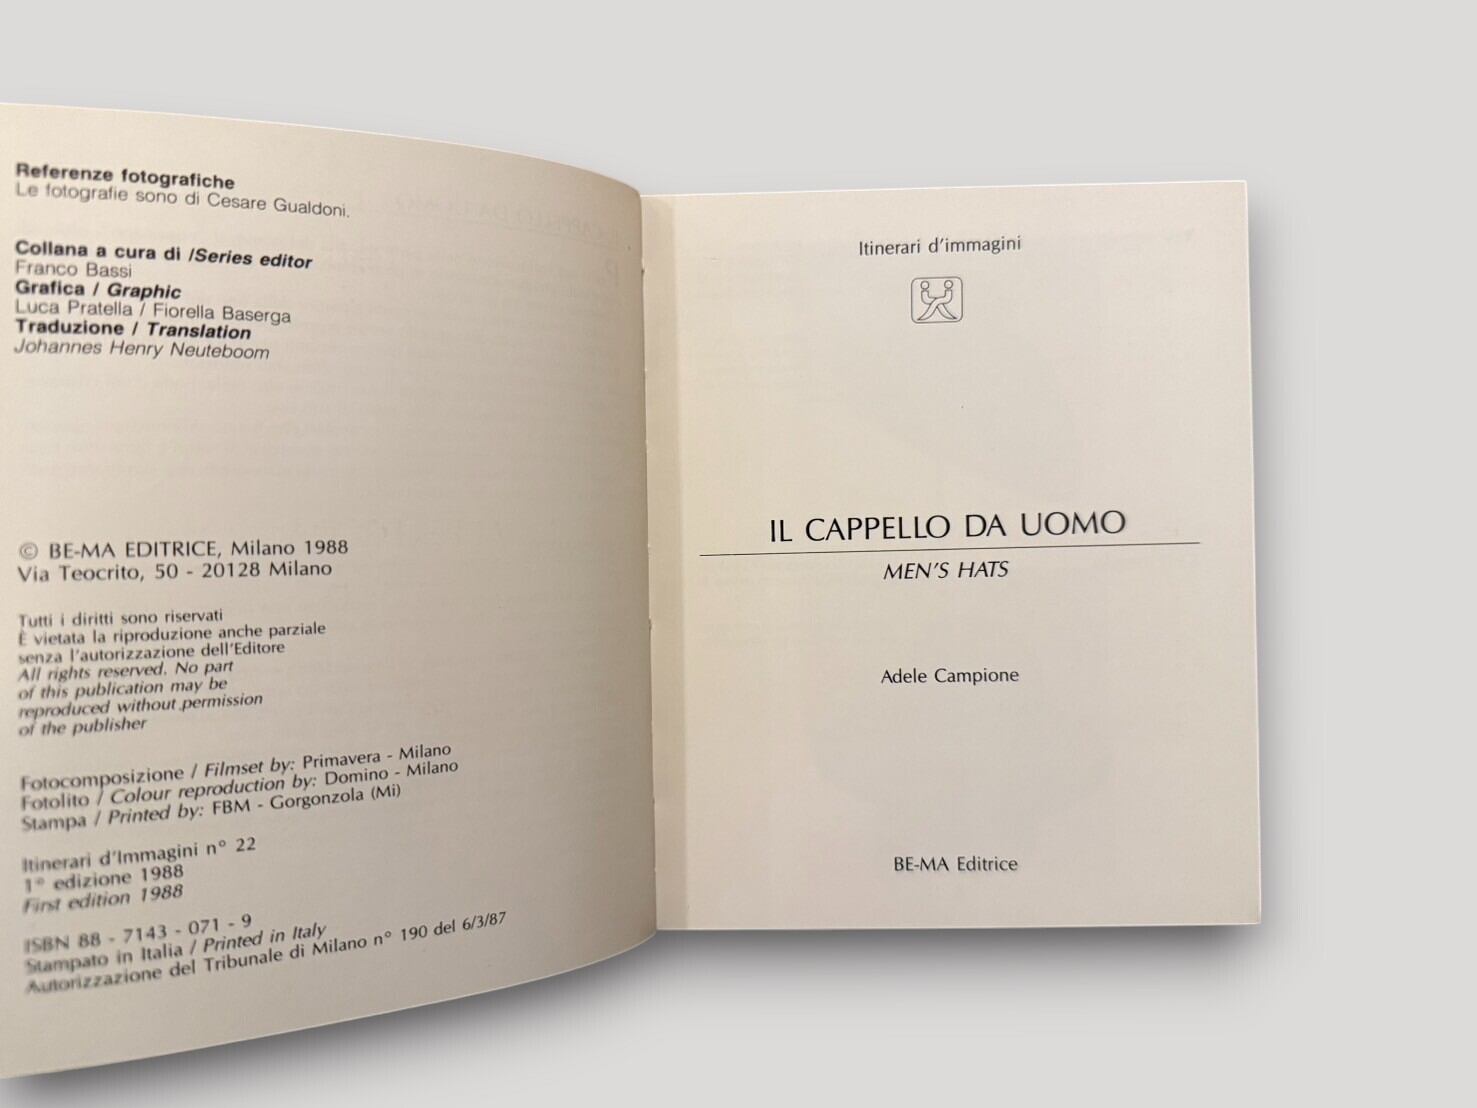 Referenze fotografiche
Le fotografie sono di Cesare Gualdoni.
Collana a cura di /Series editor
Franco Bassi
Grafica / Graphic
Luca Pratella / Fiorella Baserga
Traduzione / Translation
Johannes Henry Neuteboom
© BE-MA EDITRICE, Milano 1988
Via Teocrito, 50 - 20128 Milano
Tutti i diritti sono riservati
È vietata la riproduzione anche parziale
senza l'autorizzazione dell'Editore
All rights reserved. No part
of this publication may be
reproduced without permission
of the publisher
Fotocomposizione / Filmset by: Primavera - Milano
Fotolito / Colour reproduction by: Domino - Milano
Stampa / Printed by: FBM - Gorgonzola (Mi)
Itinerari d'Immagini n° 22
1° edizione 1988
First edition 1988
ISBN 88 - 7143 - 071 - 9
Stampato in Italia / Printed in Italy
Autorizzazione del Tribunale di Milano n° 190 del 6/3/87
Itinerari d'immagini
IL CAPPELLO DA UOMO
MEN'S HATS
Adele Campione
BE-MA Editrice